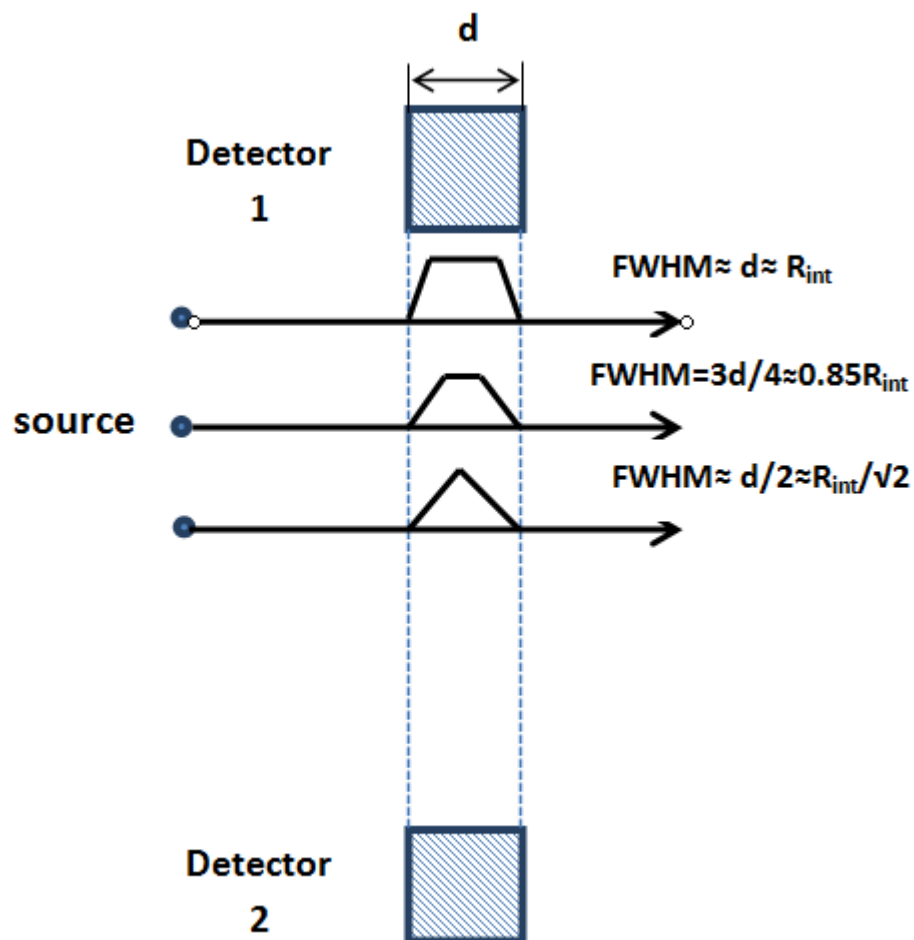 d
Detector
1
FWHM≈ d≈ Rint
FWHM=3d/4≈0.85Rint
source
FWHM≈ d/2≈Rint/√2
Detector
2